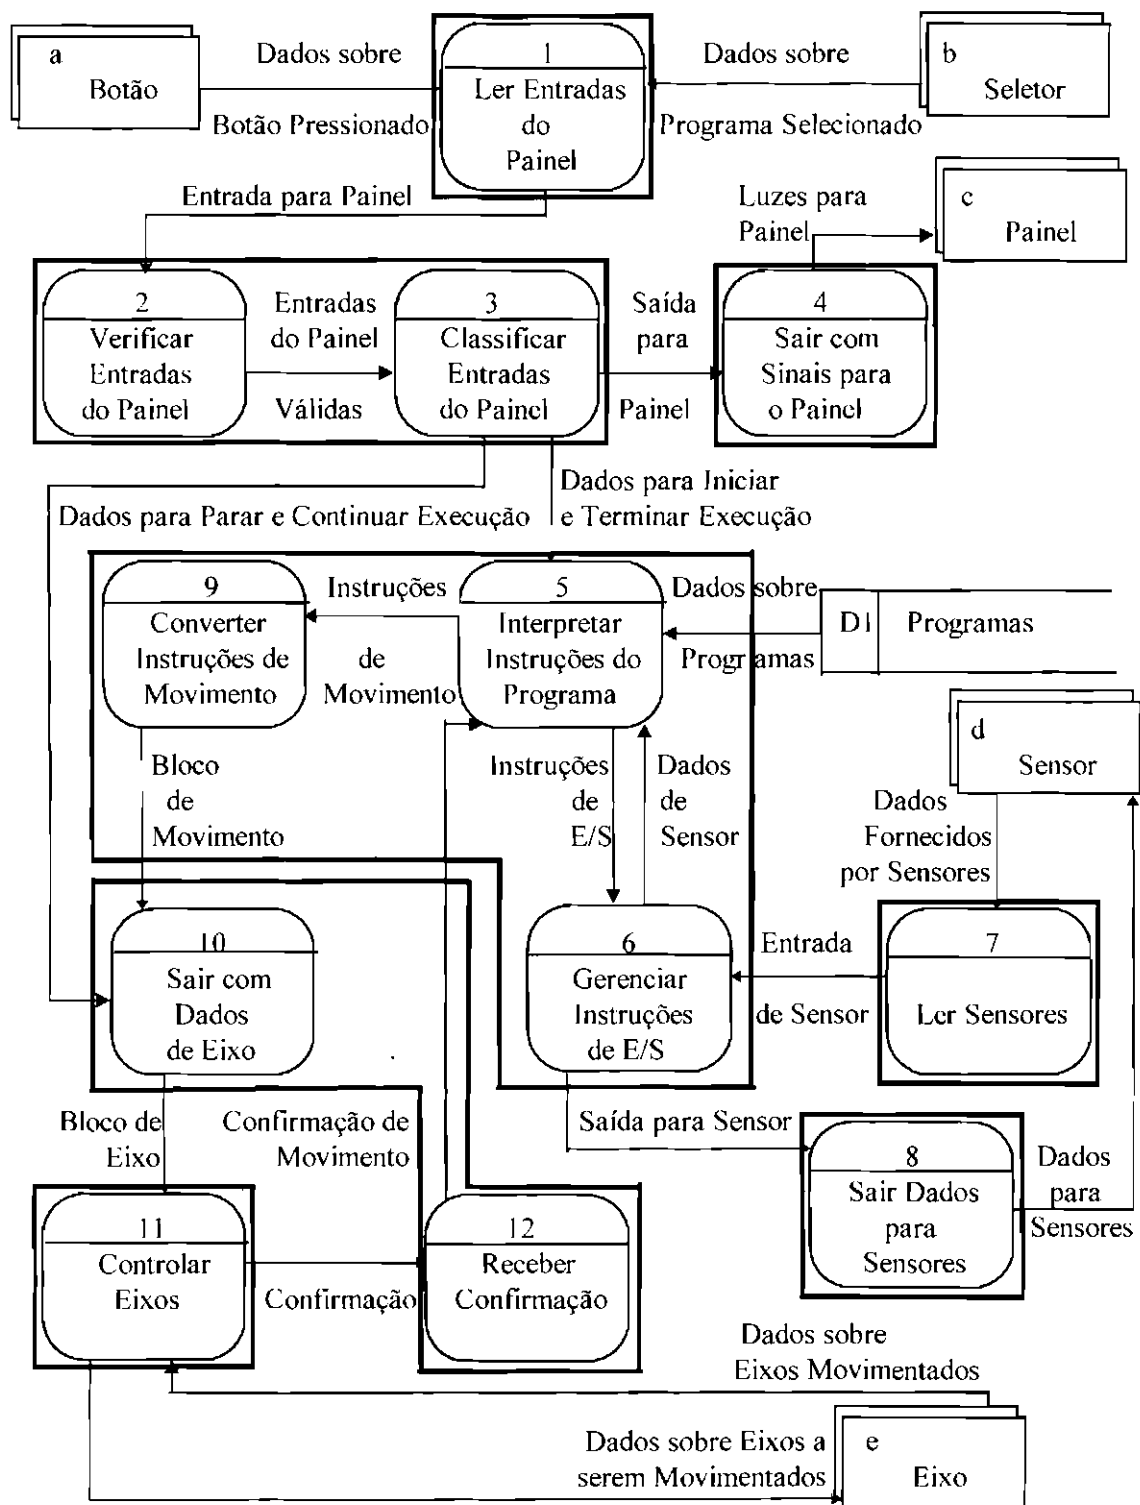 a
Botão
Dados sobre
Botão Pressionado
1
Ler Entradas
do
Painel
Dados sobre
Programa Selecionado
b
Seletor
Entrada para Painel
Luzes para
Painel
c
Painel
2
Verificar
Entradas
do Painel
Entradas
do Painel
Válidas
3
Classificar
Entradas
do Painel
Saída
para
Painel
4
Sair com
Sinais para
o Painel
Dados para Parar e Continuar Execução
Dados para Iniciar
e Terminar Execução
9
Converter
Instruções de
Movimento
Instruções
de
Movimento
5
Interpretar
Instruções do
Programa
Dados sobre
Programas
D1
Programas
Bloco
de
Movimento
Instruções
de
E/S
Dados
de
Sensor
d
Sensor
Dados
Fornecidos
por Sensores
10
Sair com
Dados
de Eixo
6
Gerenciar
Instruções
de E/S
Entrada
de Sensor
7
Ler Sensores
Bloco de
Eixo
Confirmação de
Movimento
Saída para Sensor
8
Sair Dados
para
Sensores
Dados
para
Sensores
11
Controlar
Eixos
Confirmação
12
Receber
Confirmação
Dados sobre
Eixos Movimentados
Dados sobre Eixos a
serem Movimentados
e
Eixo